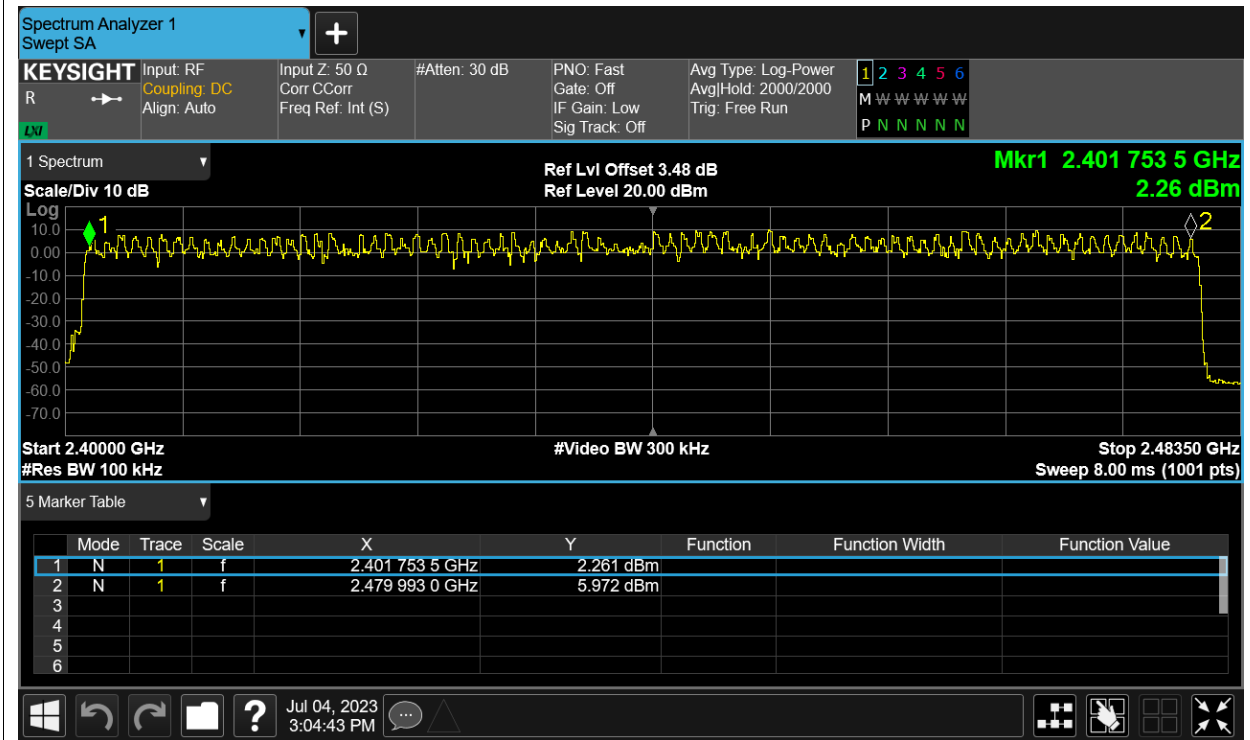 Spectrum Analyzer 1
Swept SA
+
KEYSIGHT
R
LXI
Input: RF
Coupling: DC
Align: Auto
Input Z: 50 Ω
Corr CCorr
Freq Ref: Int (S)
#Atten: 30 dB
PNO: Fast
Gate: Off
IF Gain: Low
Sig Track: Off
Avg Type: Log-Power
Avg|Hold: 2000/2000
Trig: Free Run
1 2 3 4 5 6
M W W W W W
P N N N N N
1 Spectrum
Scale/Div 10 dB
Ref Lvl Offset 3.48 dB
Ref Level 20.00 dBm
Mkr1 2.401 753 5 GHz
2.26 dBm
Log
10.0
0.00
-10.0
-20.0
-30.0
-40.0
-50.0
-60.0
-70.0
1
2
Start 2.40000 GHz
#Res BW 100 kHz
#Video BW 300 kHz
Stop 2.48350 GHz
Sweep 8.00 ms (1001 pts)
5 Marker Table
Mode Trace Scale X Y Function Function Width Function Value
1 N 1 f 2.401 753 5 GHz 2.261 dBm
2 N 1 f 2.479 993 0 GHz 5.972 dBm
3
4
5
6
?
Jul 04, 2023
3:04:43 PM